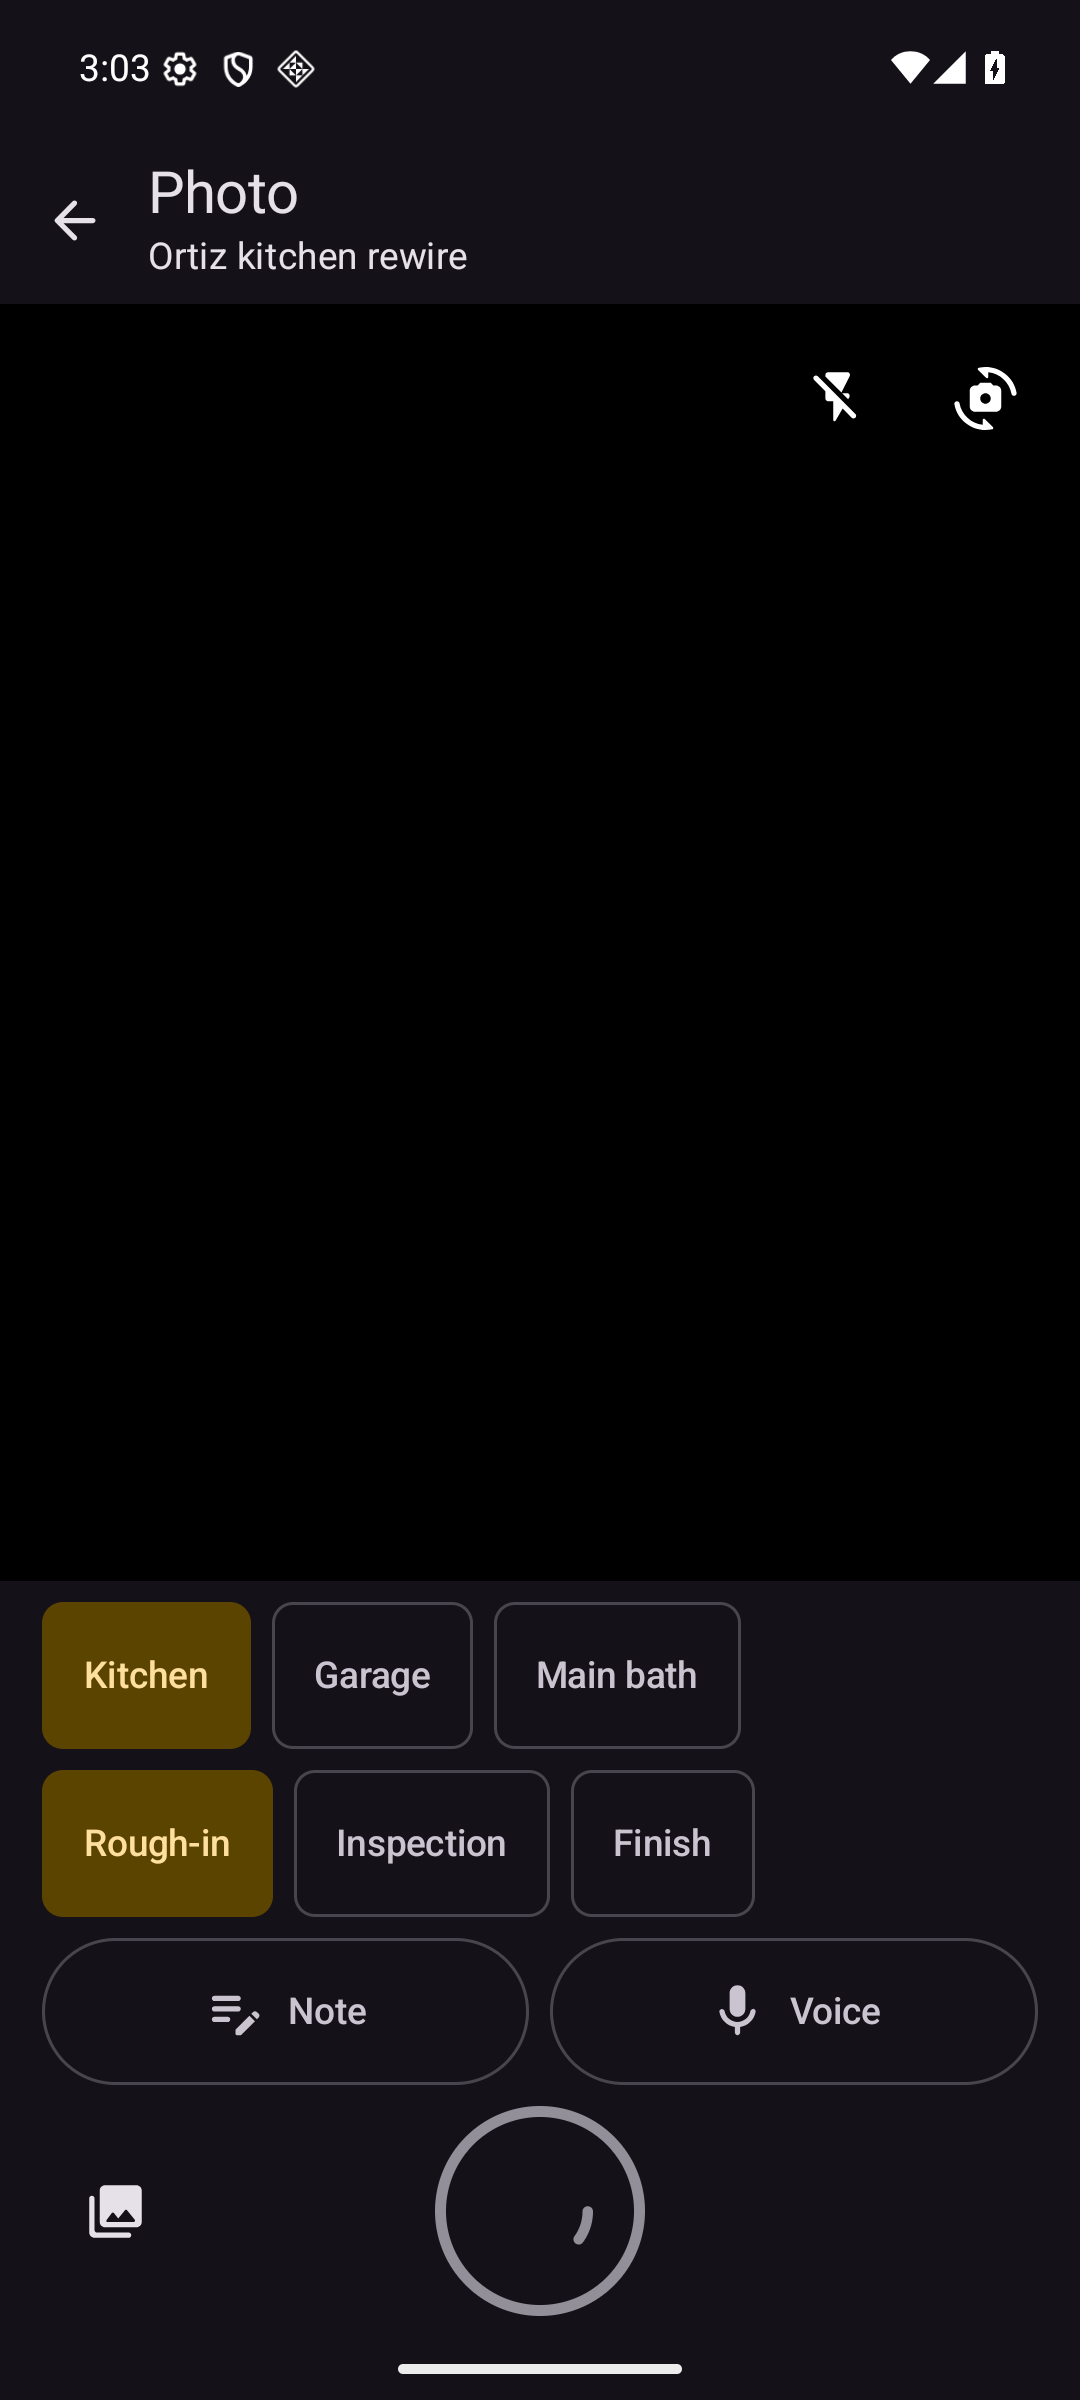 3:03
Photo
Ortiz kitchen rewire
Kitchen Garage Main bath
Rough-in Inspection Finish
Note Voice